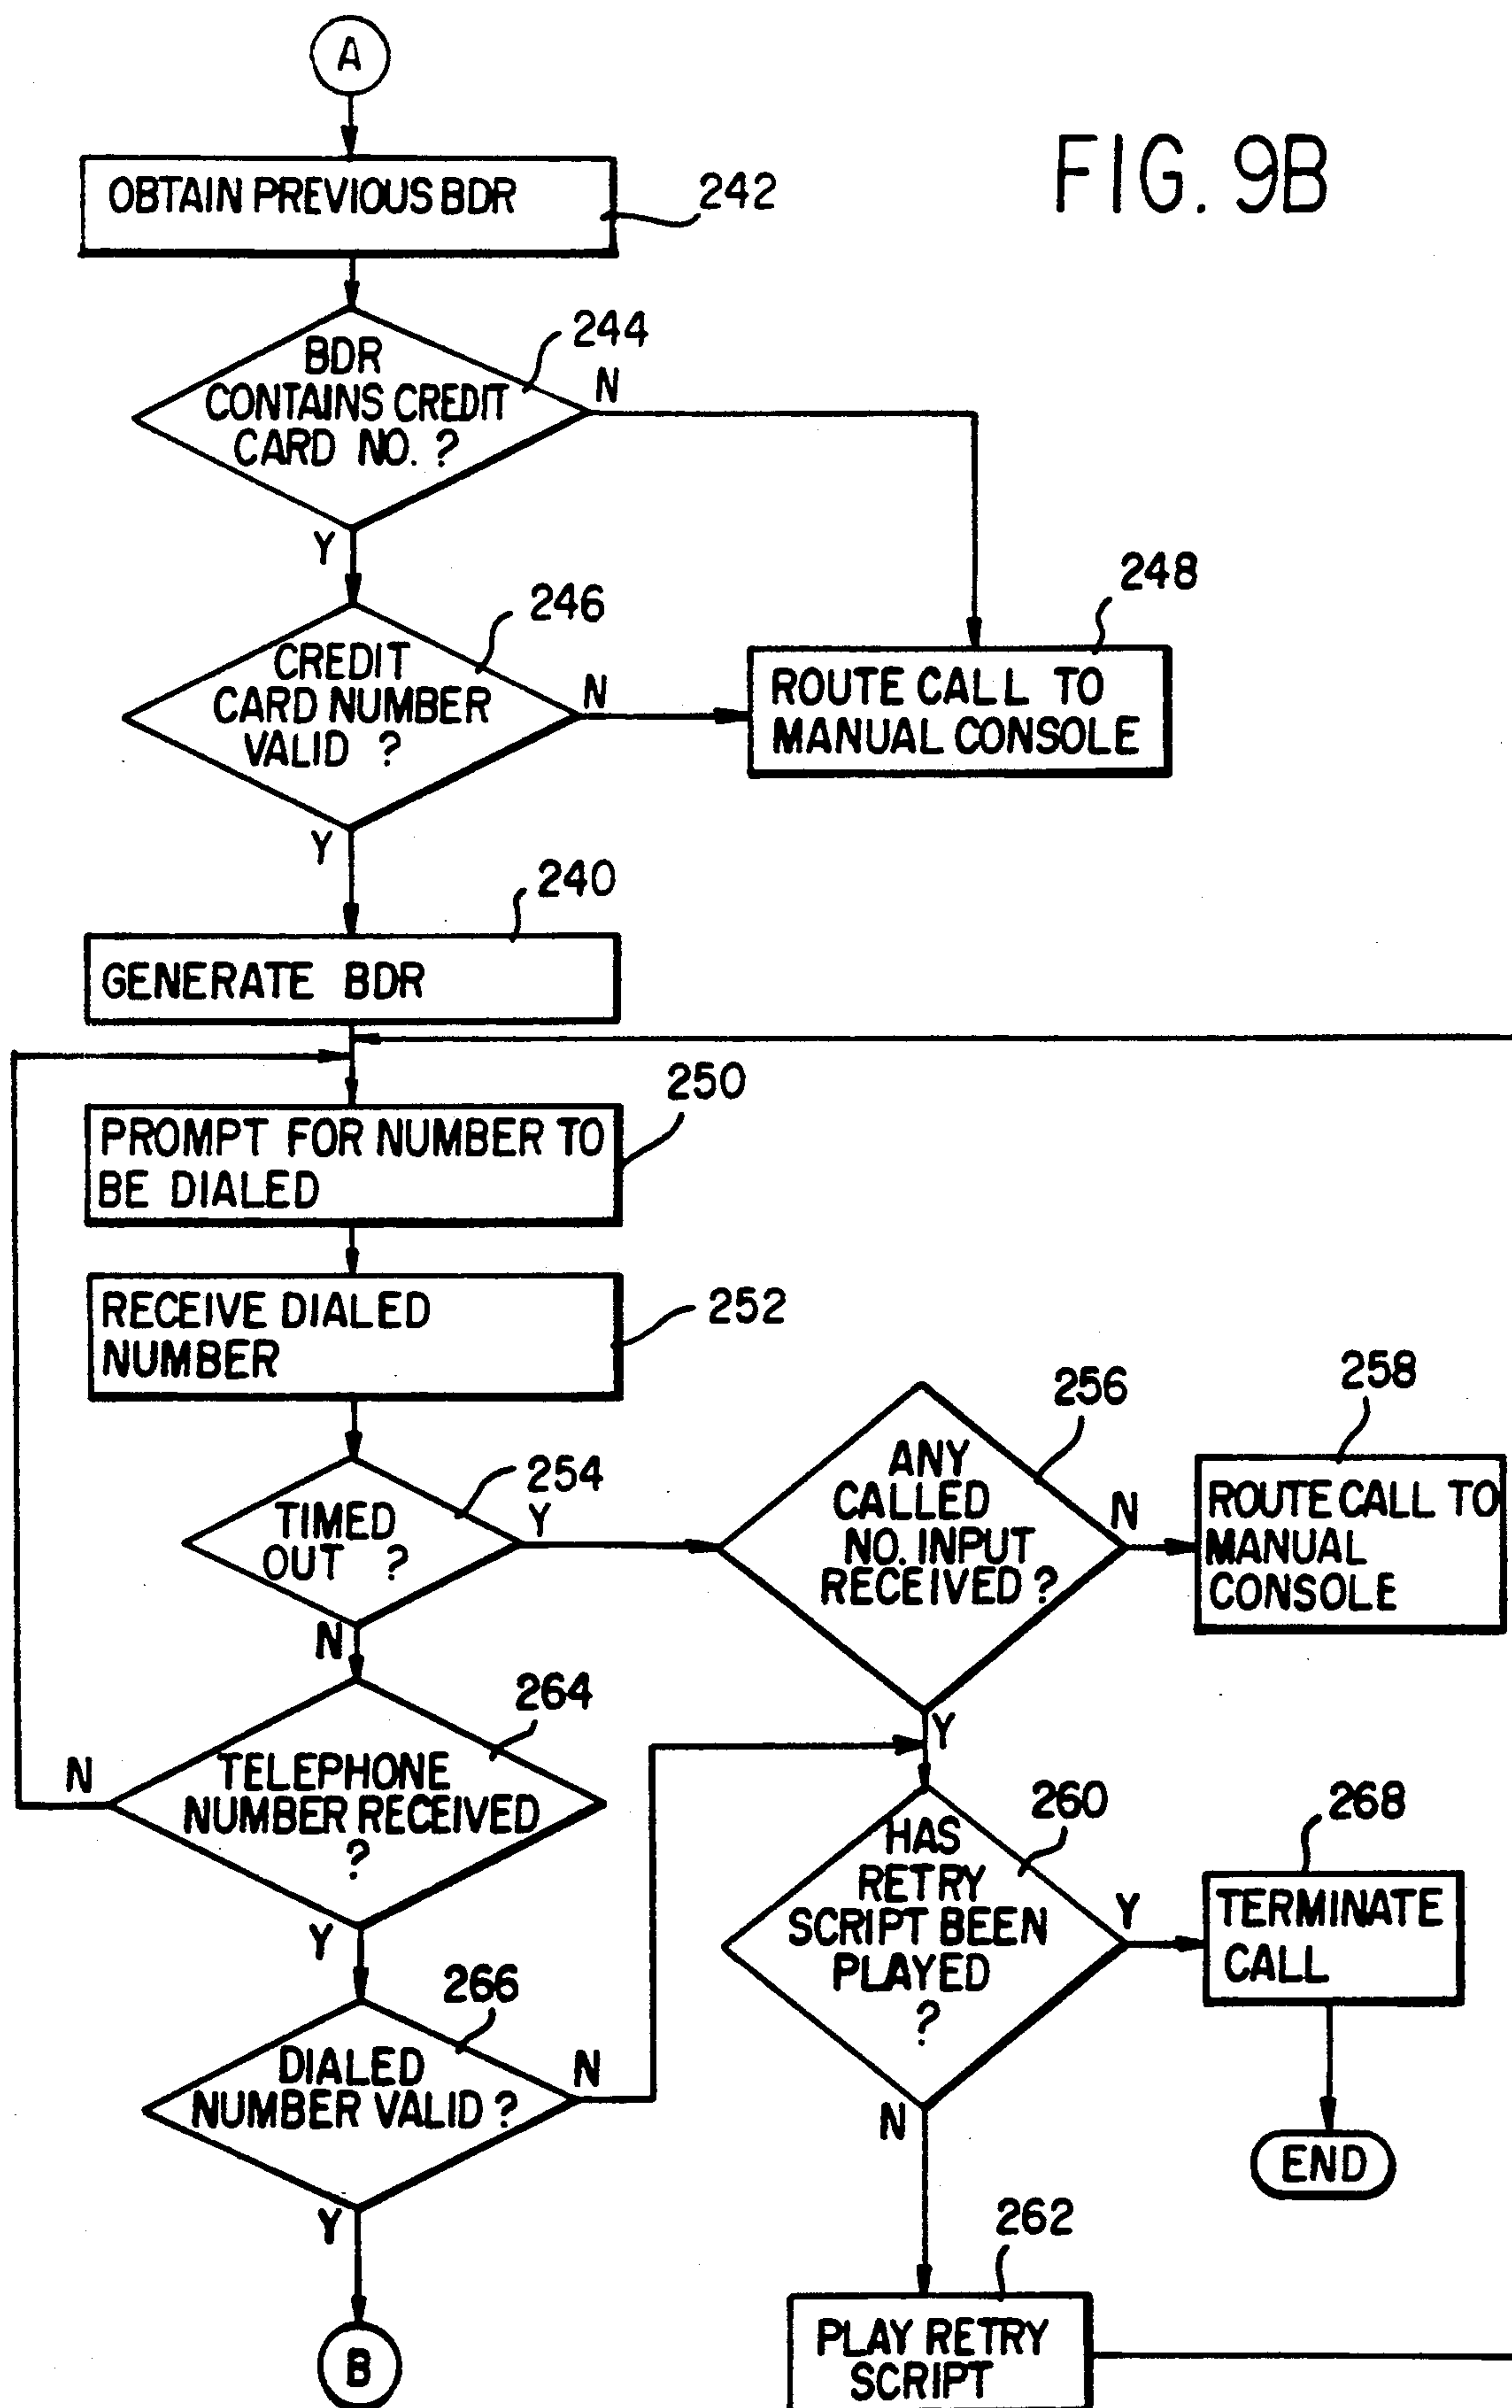 A
FIG. 9B
OBTAIN PREVIOUS BDR
242
244
BDR
CONTAINS CREDIT
CARD NO. ?
N
Y
246
CREDIT
CARD NUMBER
VALID ?
N
Y
248
ROUTE CALL TO
MANUAL CONSOLE
240
GENERATE BDR
250
PROMPT FOR NUMBER TO
BE DIALED
252
RECEIVE DIALED
NUMBER
254
TIMED
OUT ?
Y
N
256
ANY
CALLED
NO. INPUT
RECEIVED ?
N
Y
258
ROUTE CALL TO
MANUAL
CONSOLE
264
TELEPHONE
NUMBER RECEIVED
?
N
Y
260
HAS
RETRY
SCRIPT BEEN
PLAYED
?
Y
N
268
TERMINATE
CALL
END
266
DIALED
NUMBER VALID ?
N
Y
262
PLAY RETRY
SCRIPT
B